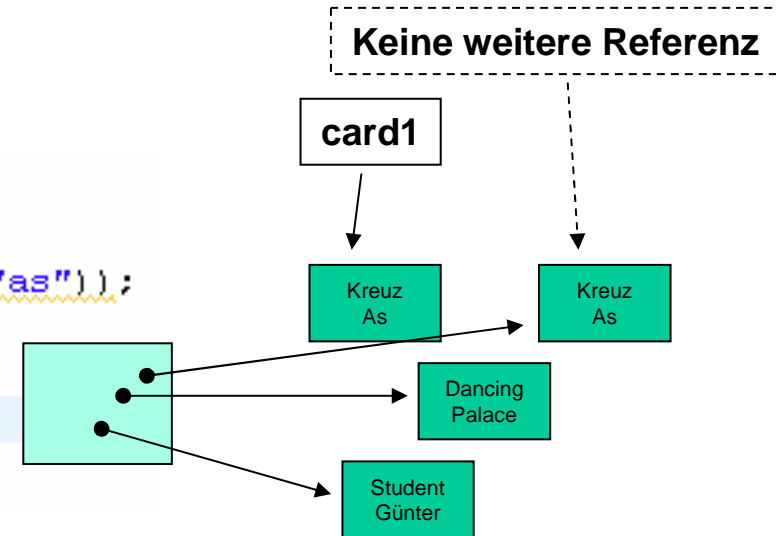 Keine weitere Referenz
card1
"as"));
Kreuz
As
Kreuz
As
Dancing
Palace
Student
Günter